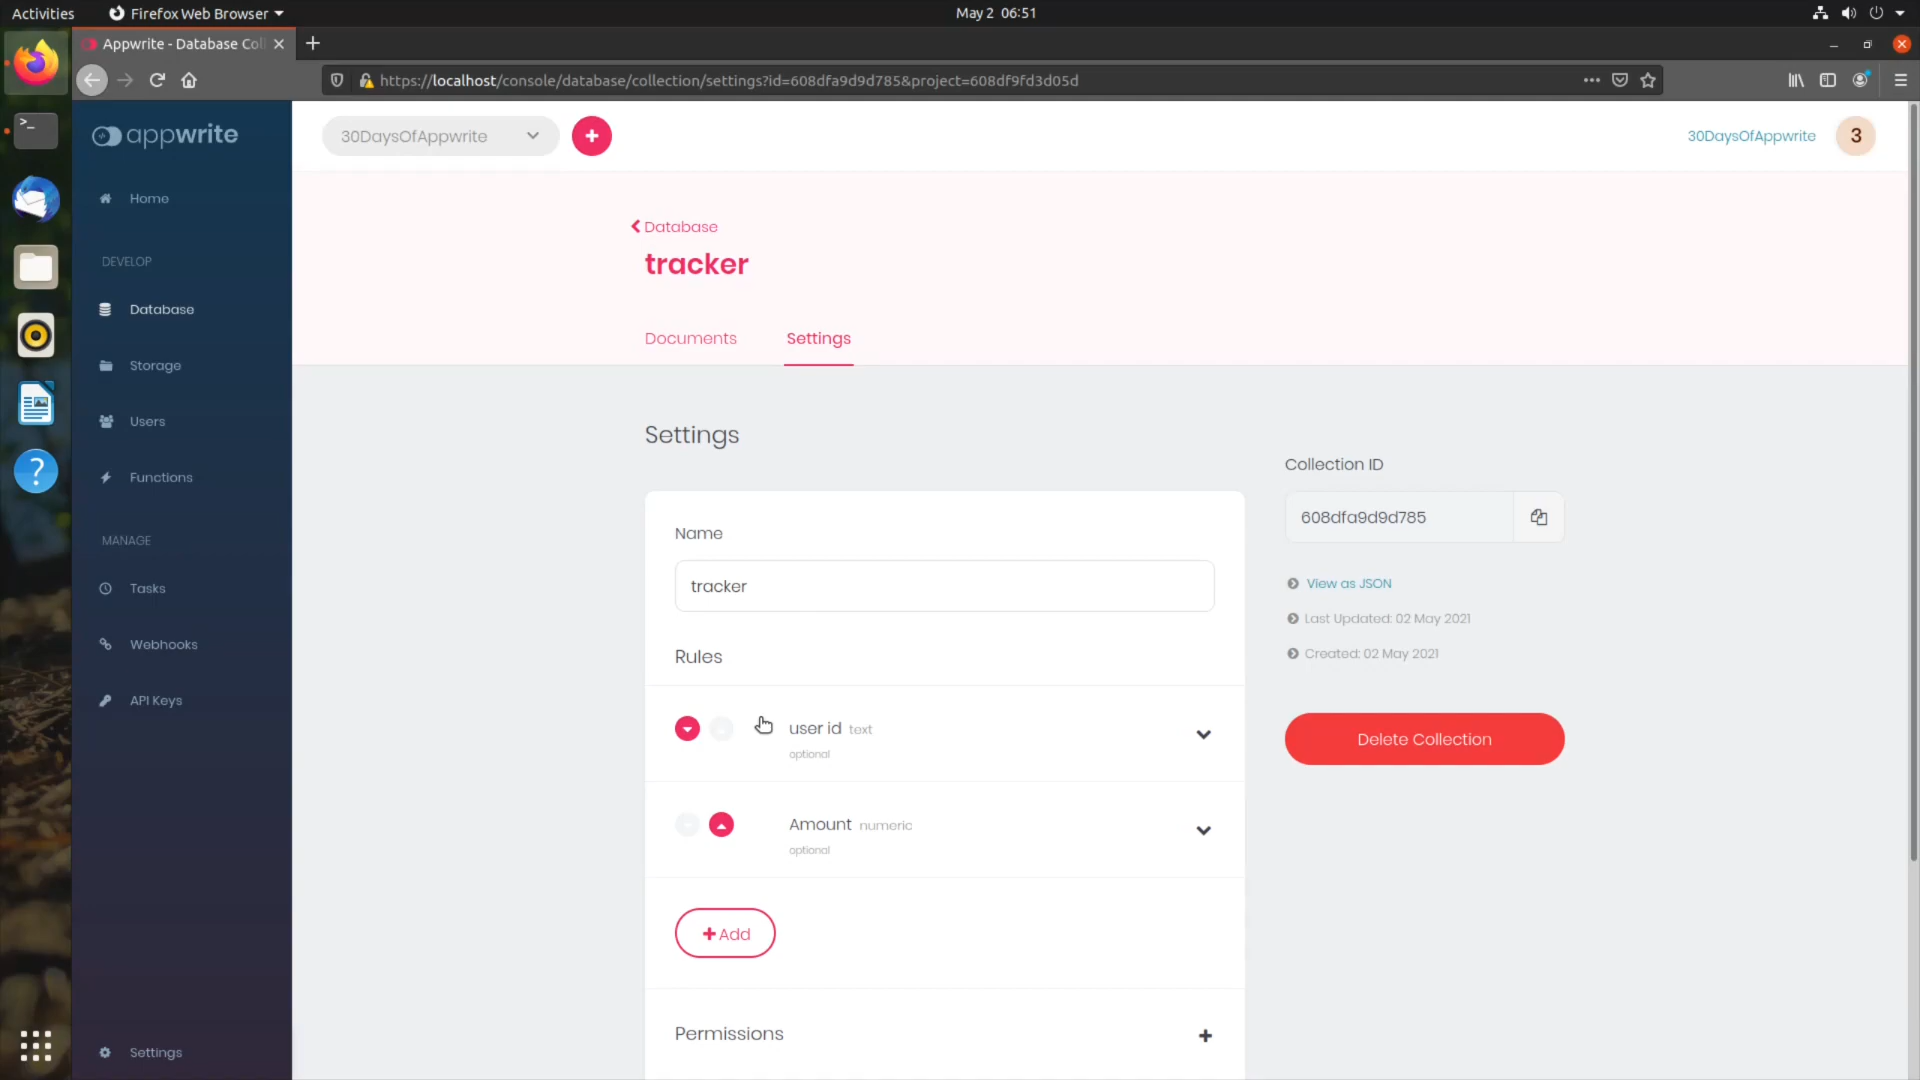 Activities
Firefox Web Browser
May 2 06:51
Appwrite - Database Coll
https://localhost/console/database/collection/settings?id=608dfa9d9d785&project=608df9fd3d05d
appwrite
30DaysOfAppwrite
30DaysOfAppwrite
3
Home
DEVELOP
Database
Storage
Users
Functions
MANAGE
Tasks
Webhooks
API Keys
Settings
Database
tracker
Documents
Settings
Settings
Name
tracker
Rules
user id text
optional
Amount numeric
optional
Add
Permissions
Collection ID
608dfa9d9d785
View as JSON
Last Updated: 02 May 2021
Created: 02 May 2021
Delete Collection